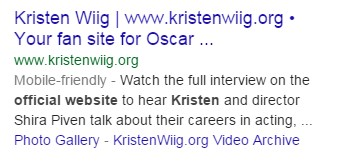 Kristen Wiig | www.kristenwiig.org •
Your fan site for Oscar ...
www.kristenwiig.org
Mobile-friendly - Watch the full interview on the
official website to hear Kristen and director
Shira Piven talk about their careers in acting, ...
Photo Gallery - KristenWiig.org Video Archive